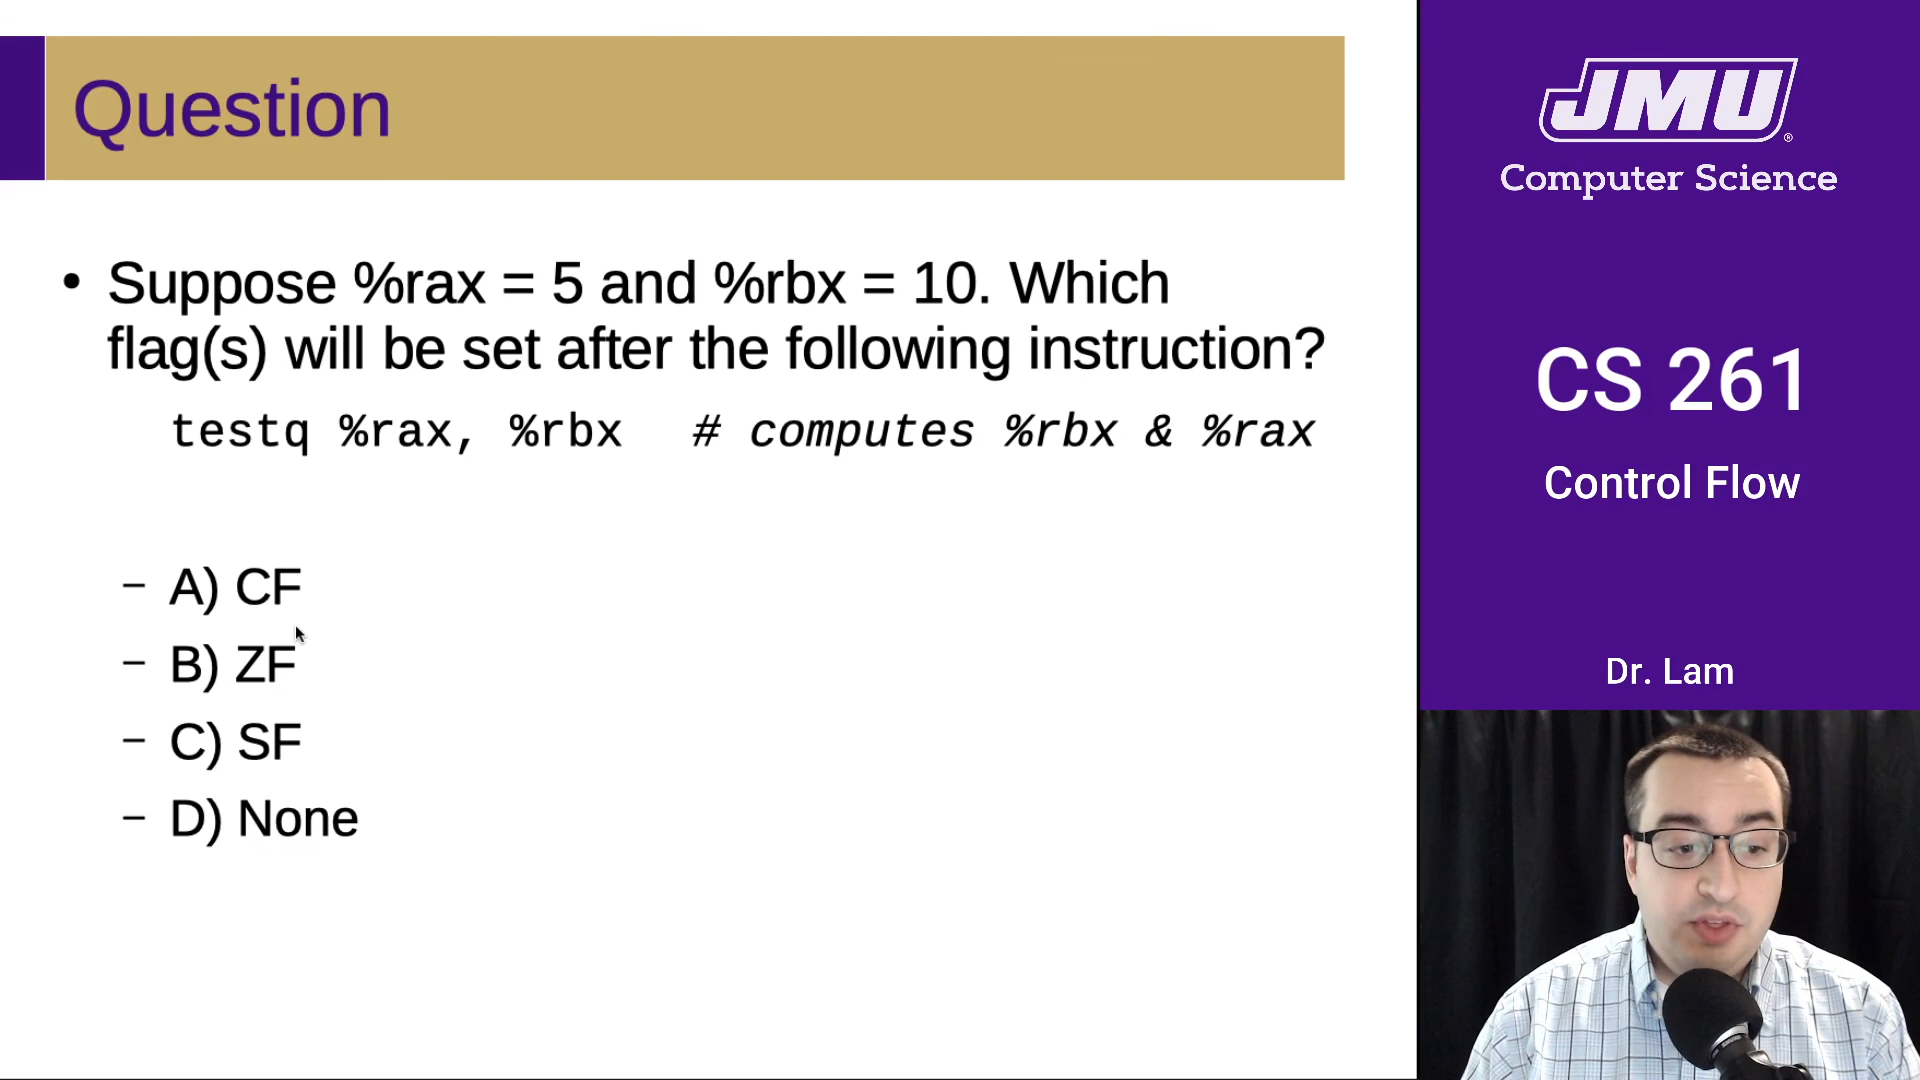 Question
• Suppose %rax = 5 and %rbx = 10. Which
flag(s) will be set after the following instruction?
testq %rax, %rbx # computes %rbx & %rax
– A) CF
– B) ZF
– C) SF
– D) None
JMU®
Computer Science
CS 261
Control Flow
Dr. Lam